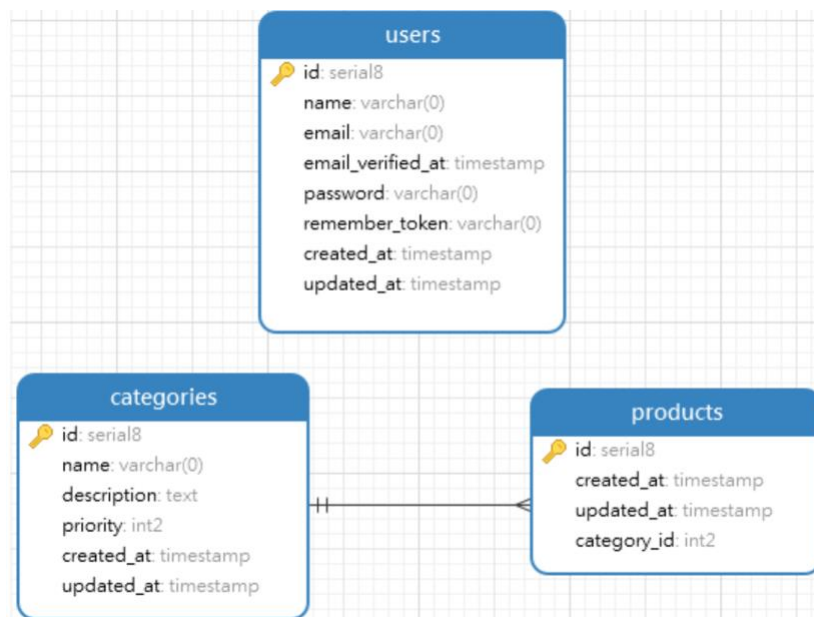 users
id: serial8
name: varchar(0)
email: varchar(0)
email_verified_at: timestamp
password: varchar(0)
remember_token: varchar(0)
created_at: timestamp
updated_at: timestamp
categories
id: serial8
name: varchar(0)
description: text
priority: int2
created_at: timestamp
updated_at: timestamp
products
id: serial8
created_at: timestamp
updated_at: timestamp
category_id: int2